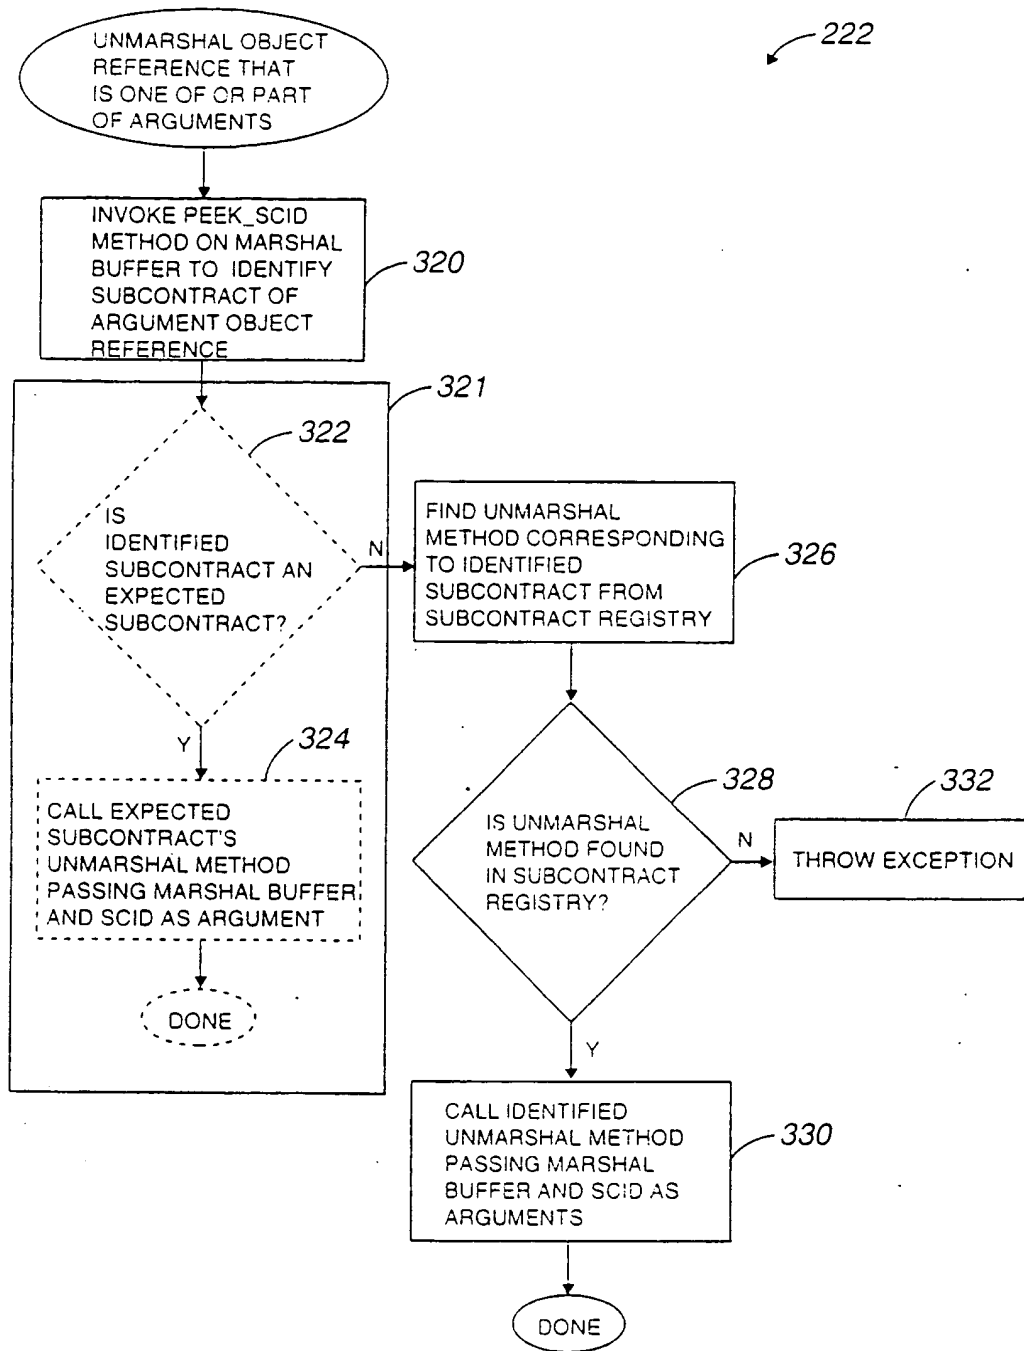 UNMARSHAL OBJECT
REFERENCE THAT
IS ONE OF OR PART
OF ARGUMENTS
222
INVOKE PEEK_SCID
METHOD ON MARSHAL
BUFFER TO IDENTIFY
SUBCONTRACT OF
ARGUMENT OBJECT
REFERENCE
320
321
322
IS
IDENTIFIED
SUBCONTRACT AN
EXPECTED
SUBCONTRACT?
N
Y
FIND UNMARSHAL
METHOD CORRESPONDING
TO IDENTIFIED
SUBCONTRACT FROM
SUBCONTRACT REGISTRY
326
324
CALL EXPECTED
SUBCONTRACT'S
UNMARSHAL METHOD
PASSING MARSHAL BUFFER
AND SCID AS ARGUMENT
DONE
328
IS UNMARSHAL
METHOD FOUND
IN SUBCONTRACT
REGISTRY?
N
Y
332
THROW EXCEPTION
CALL IDENTIFIED
UNMARSHAL METHOD
PASSING MARSHAL
BUFFER AND SCID AS
ARGUMENTS
330
DONE